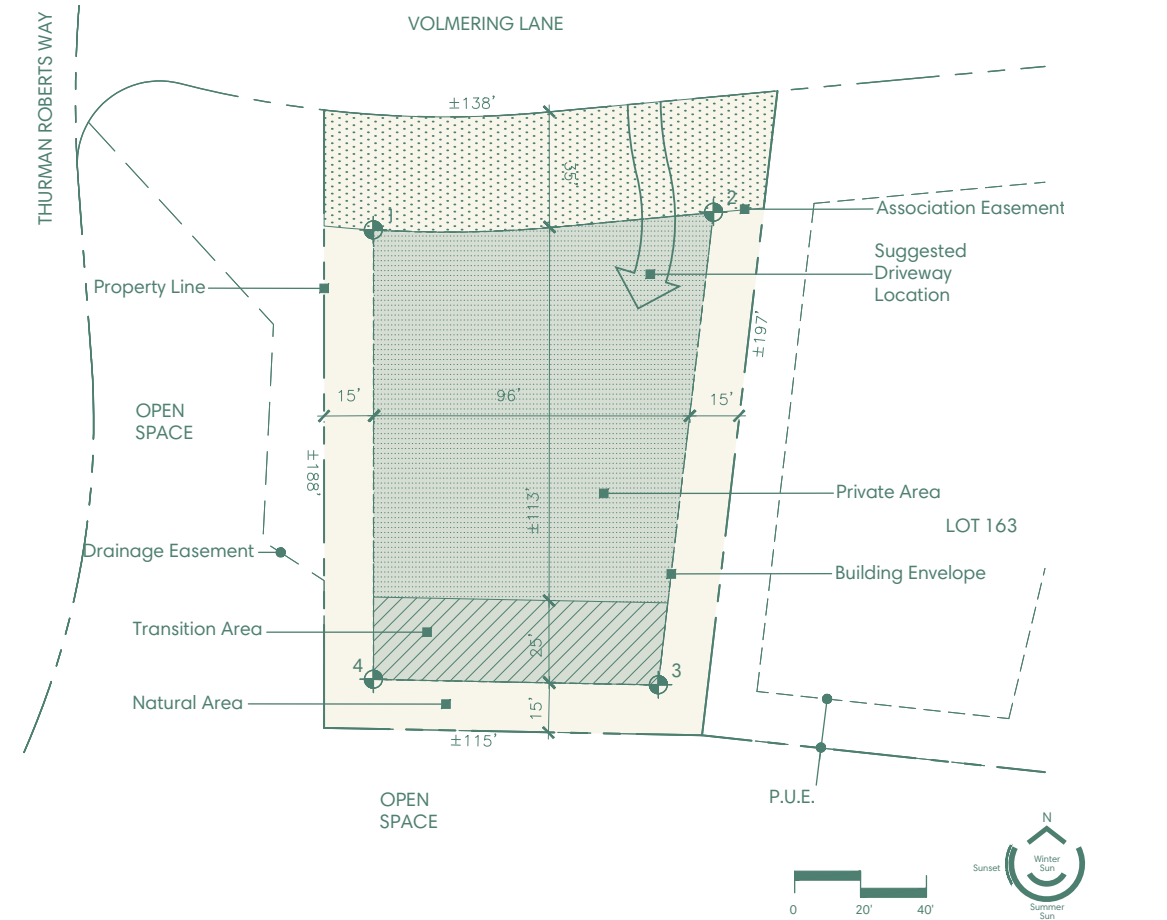 VOLMERING LANE
THURMAN ROBERTS WAY
±138’
35’
1
2
Association Easement
Suggested
Driveway
Location
Property Line
±197’
15’
96’
15’
OPEN
SPACE
±188’
±113’
Private Area
LOT 163
Drainage Easement
Building Envelope
Transition Area
25’
4
3
Natural Area
15’
±115’
P.U.E.
OPEN
SPACE
N
Winter
Sun
Sunset
Summer
Sun
0 20' 40'